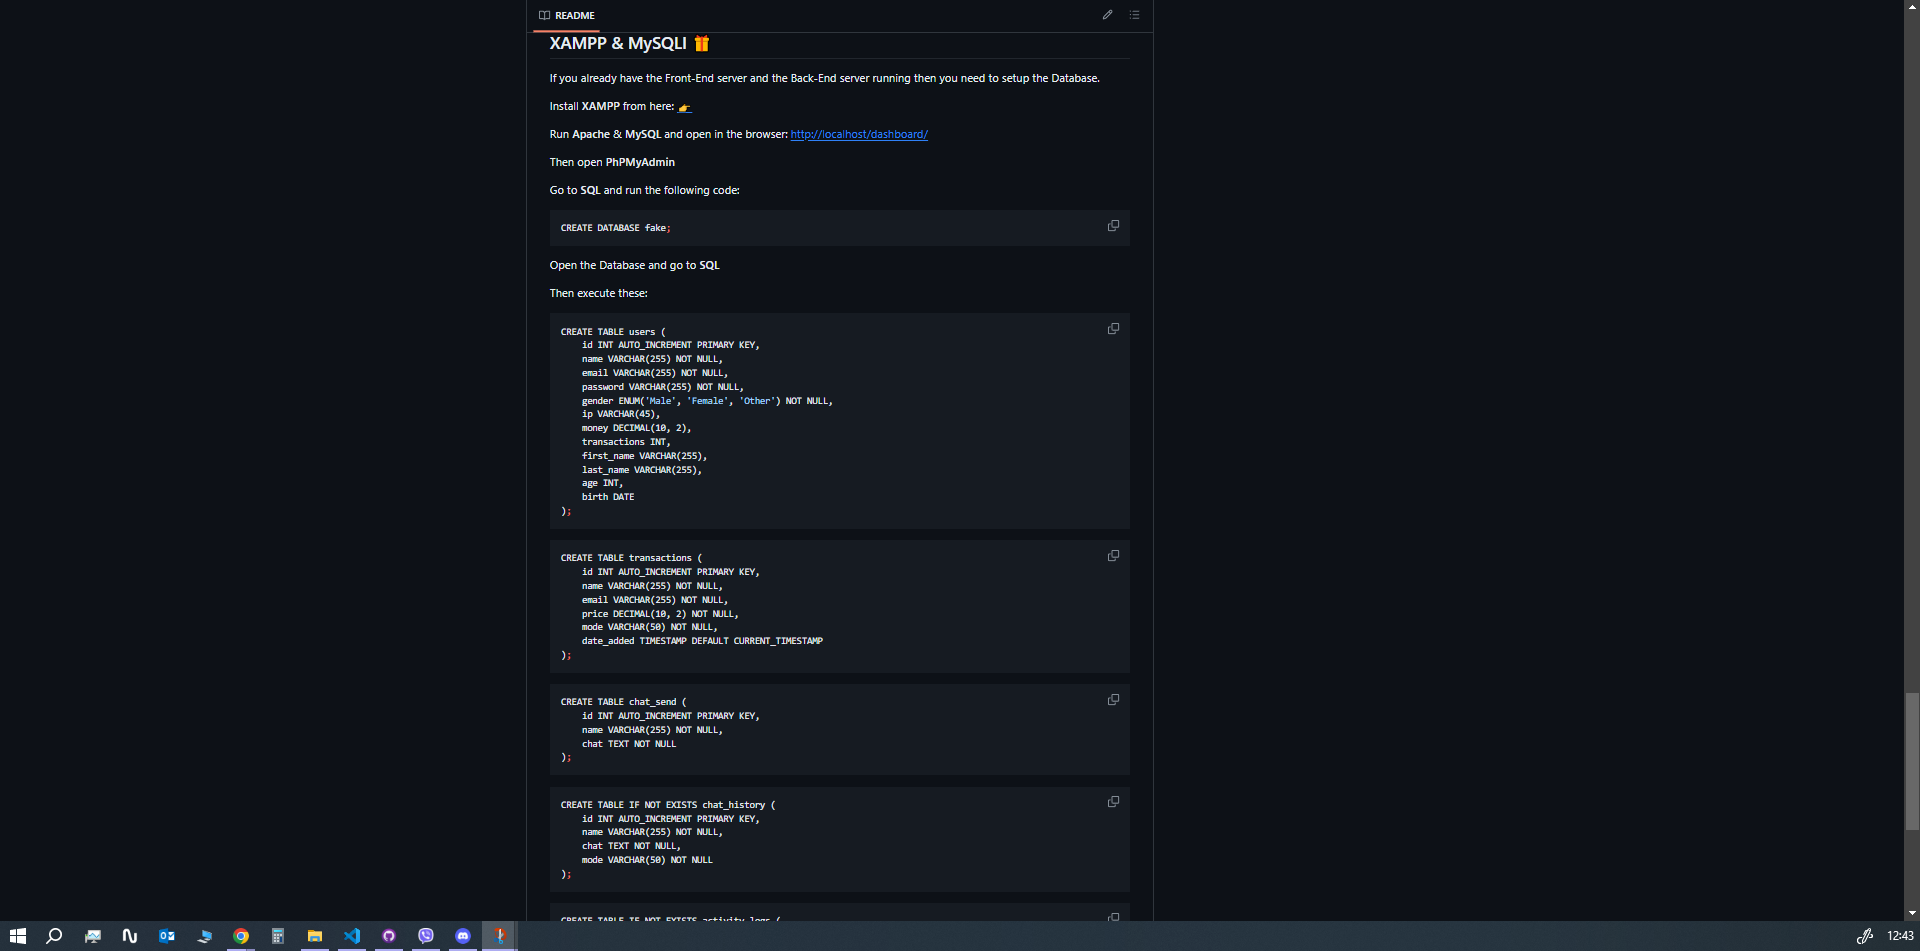 README
XAMPP & MySQLI 🎁
If you already have the Front-End server and the Back-End server running then you need to setup the Database.
Install XAMPP from here: 👉
Run Apache & MySQL and open in the browser: http://localhost/dashboard/
Then open PhPMyAdmin
Go to SQL and run the following code:
CREATE DATABASE fake;
Open the Database and go to SQL
Then execute these:
CREATE TABLE users (
    id INT AUTO_INCREMENT PRIMARY KEY,
    name VARCHAR(255) NOT NULL,
    email VARCHAR(255) NOT NULL,
    password VARCHAR(255) NOT NULL,
    gender ENUM('Male', 'Female', 'Other') NOT NULL,
    ip VARCHAR(45),
    money DECIMAL(10, 2),
    transactions INT,
    first_name VARCHAR(255),
    last_name VARCHAR(255),
    age INT,
    birth DATE
);
CREATE TABLE transactions (
    id INT AUTO_INCREMENT PRIMARY KEY,
    name VARCHAR(255) NOT NULL,
    email VARCHAR(255) NOT NULL,
    price DECIMAL(10, 2) NOT NULL,
    mode VARCHAR(50) NOT NULL,
    date_added TIMESTAMP DEFAULT CURRENT_TIMESTAMP
);
CREATE TABLE chat_send (
    id INT AUTO_INCREMENT PRIMARY KEY,
    name VARCHAR(255) NOT NULL,
    chat TEXT NOT NULL
);
CREATE TABLE IF NOT EXISTS chat_history (
    id INT AUTO_INCREMENT PRIMARY KEY,
    name VARCHAR(255) NOT NULL,
    chat TEXT NOT NULL,
    mode VARCHAR(50) NOT NULL
);
CREATE TABLE IF NOT EXISTS activity_logs (
12:43